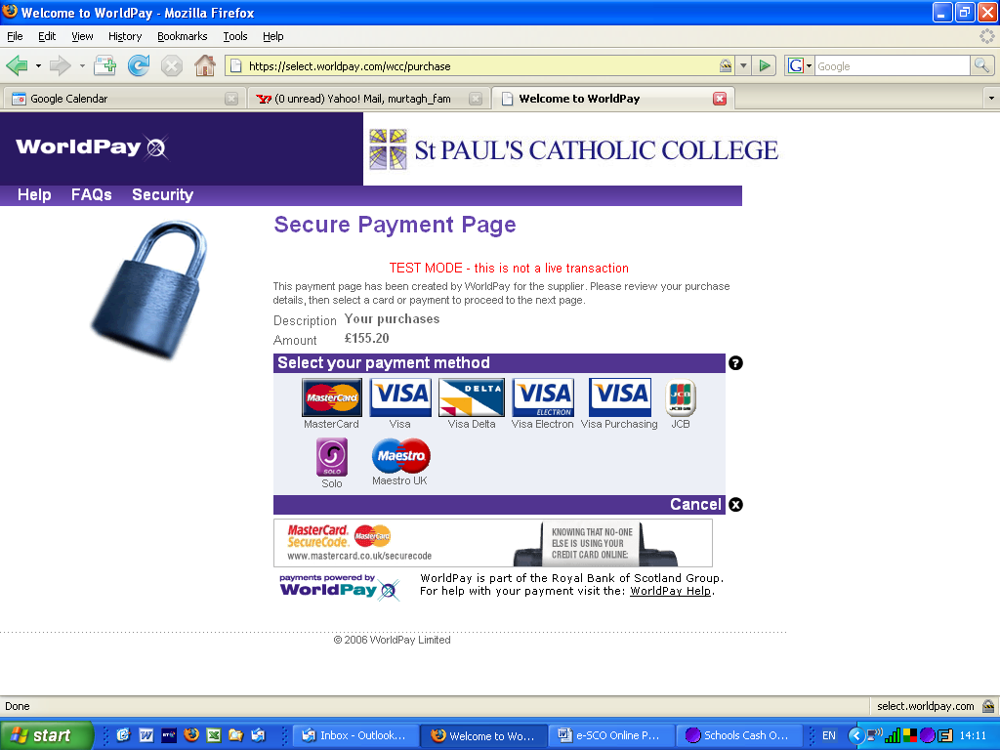 Welcome to WorldPay - Mozilla Firefox
File Edit View History Bookmarks Tools Help
https://select.worldpay.com/wcc/purchase
G Google
Google Calendar
(0 unread) Yahoo! Mail, murtagh_fam
Welcome to WorldPay
WorldPay
St PAUL'S CATHOLIC COLLEGE
Help FAQs Security
Secure Payment Page
TEST MODE - this is not a live transaction
This payment page has been created by WorldPay for the supplier. Please review your purchase
details, then select a card or payment to proceed to the next page.
Description Your purchases
Amount £155.20
Select your payment method ?
MasterCard VISA DELTA VISA ELECTRON VISA JCB
MasterCard Visa Visa Delta Visa Electron Visa Purchasing JCB
S SOLO Maestro
Solo Maestro UK
Cancel X
MasterCard.
SecureCode. MasterCard
www.mastercard.co.uk/securecode
KNOWING THAT NO-ONE
ELSE IS USING YOUR
CREDIT CARD ONLINE:
payments powered by
WorldPay
WorldPay is part of the Royal Bank of Scotland Group.
For help with your payment visit the: WorldPay Help.
© 2006 WorldPay Limited
Done
select.worldpay.com
start
Inbox - Outlook...
Welcome to Wo...
e-SCO Online P...
Schools Cash O...
EN
14:11